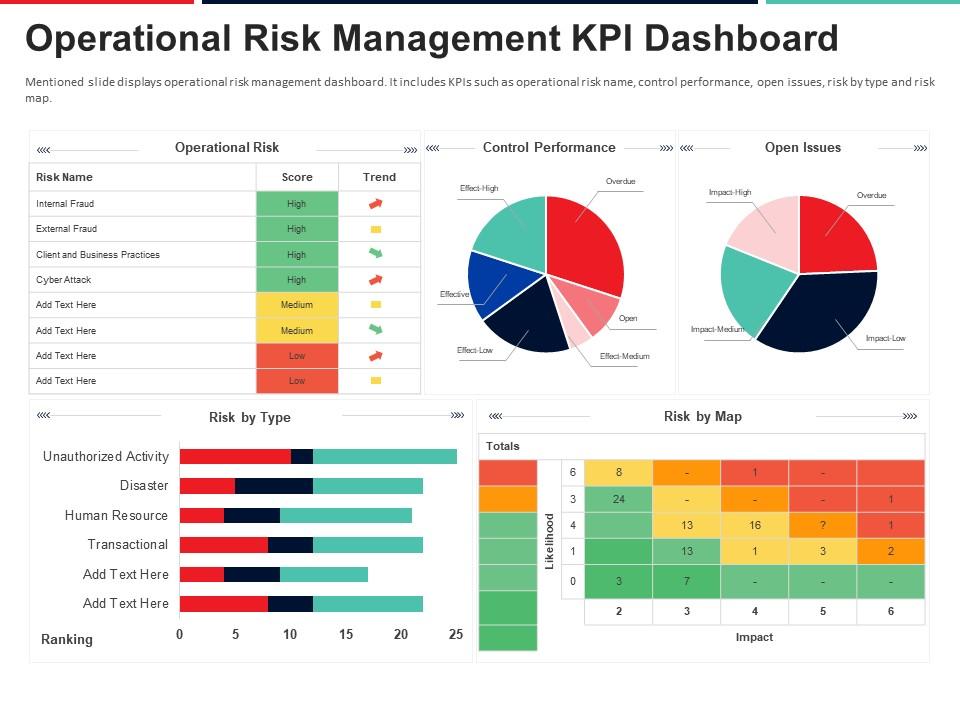 Operational Risk Management KPI Dashboard
Mentioned slide displays operational risk management dashboard. It includes KPIs such as operational risk name, control performance, open issues, risk by type and risk
map.
Operational Risk
Risk Name Score Trend
Internal Fraud High
External Fraud High
Client and Business Practices High
Cyber Attack High
Add Text Here Medium
Add Text Here Medium
Add Text Here Low
Add Text Here Low
Control Performance
Effect-High
Overdue
Effective
Open
Effect-Low
Effect-Medium
Open Issues
Impact-High
Overdue
Impact-Medium
Impact-Low
Risk by Type
Unauthorized Activity
Disaster
Human Resource
Transactional
Add Text Here
Add Text Here
Ranking
0 5 10 15 20 25
Risk by Map
Totals
Likelihood
6 8 - 1 -
3 24 - - - 1
4 13 16 ? 1
1 13 1 3 2
0 3 7 - - -
2 3 4 5 6
Impact